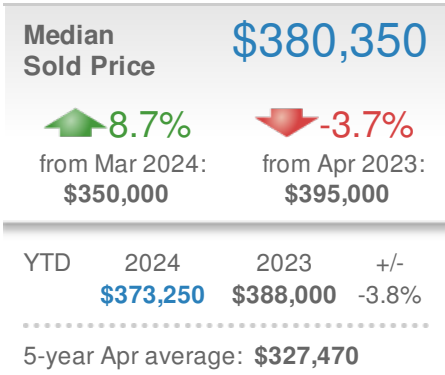 Median
Sold Price
$380,350
8.7%
-3.7%
from Mar 2024:
$350,000
from Apr 2023:
$395,000
YTD 2024 2023 +/-
$373,250 $388,000 -3.8%
5-year Apr average: $327,470